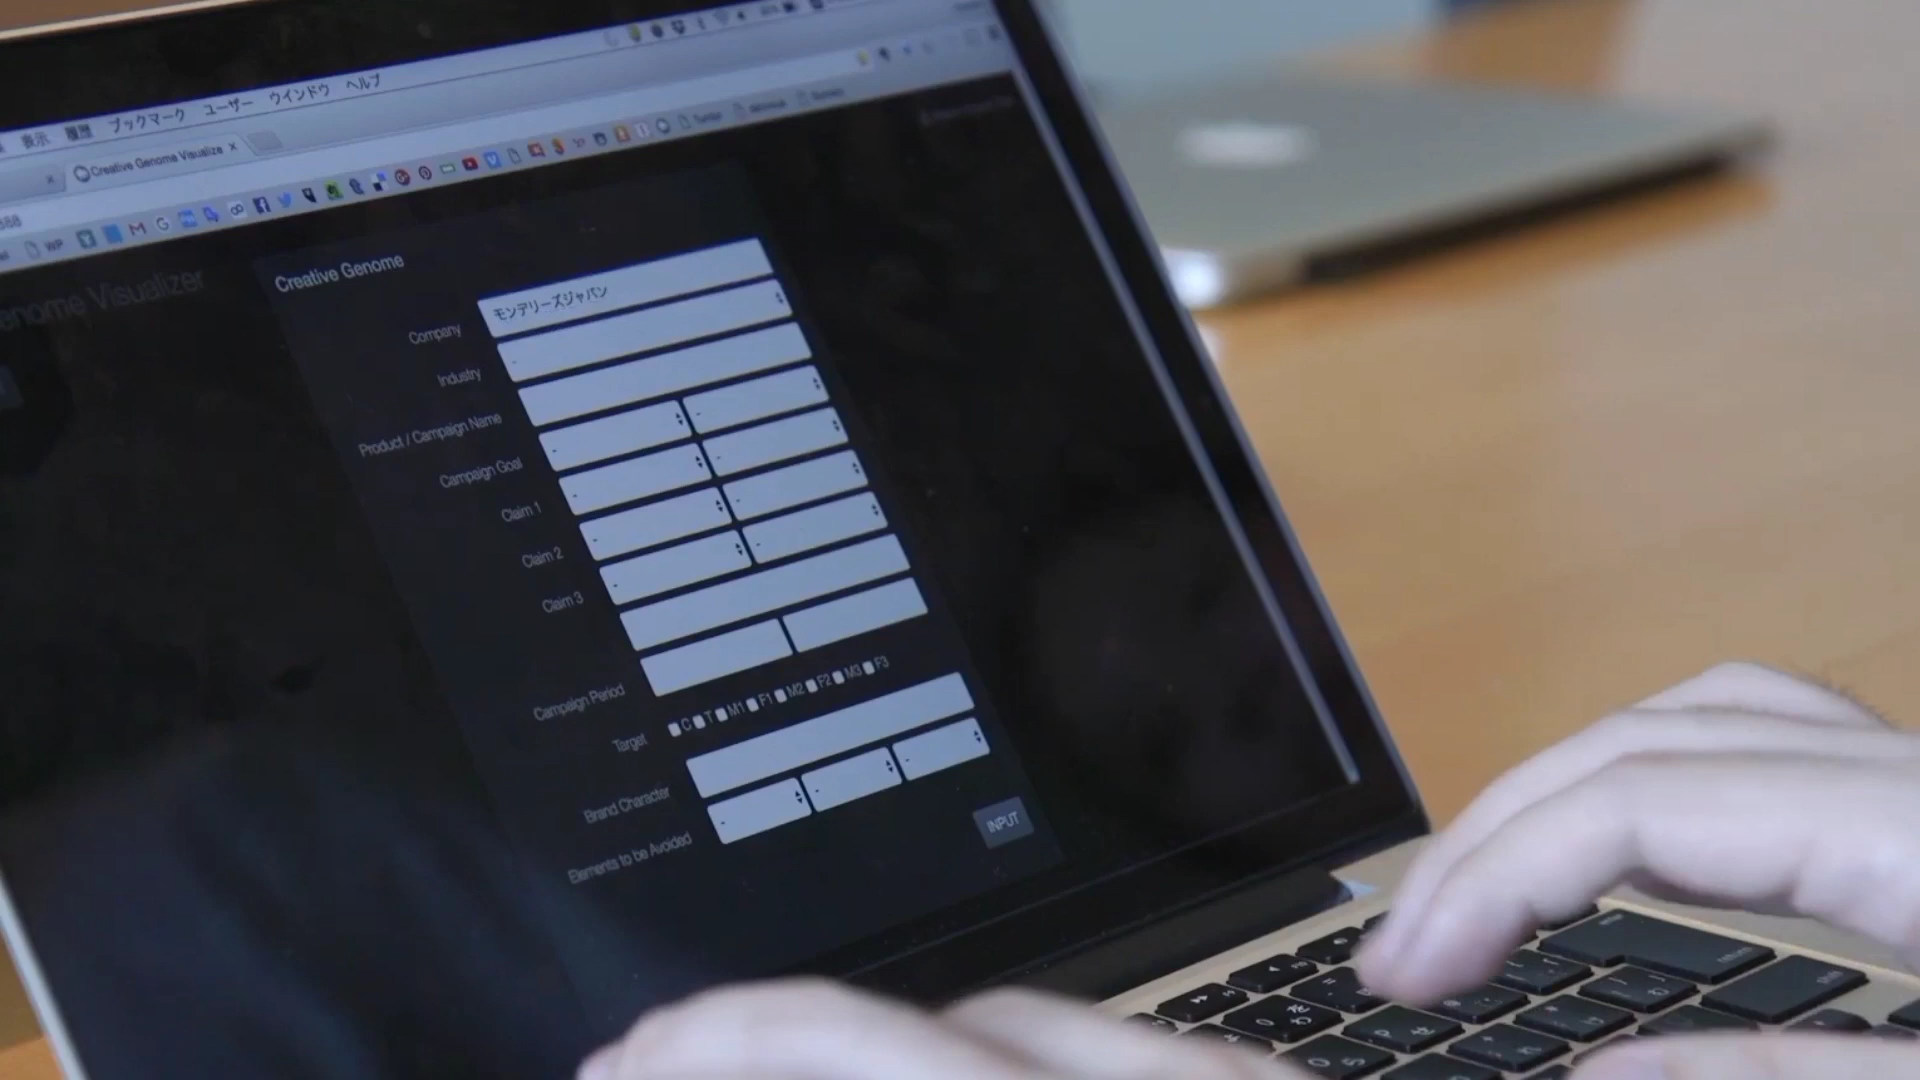 表示 履歴 ブックマーク ユーザー ウインドウ ヘルプ
Creative Genome Visualize ×
WP
Tumblr
enome Visualizer
Creative Genome
Company モンデリーズジャパン
Industry -
Product / Campaign Name
Campaign Goal - -
Claim 1 - -
Claim 2 - -
Claim 3 - -
Campaign Period
Target C T M1 F1 M2 F2 M3 F3
Brand Character
Elements to be Avoided - - -
INPUT